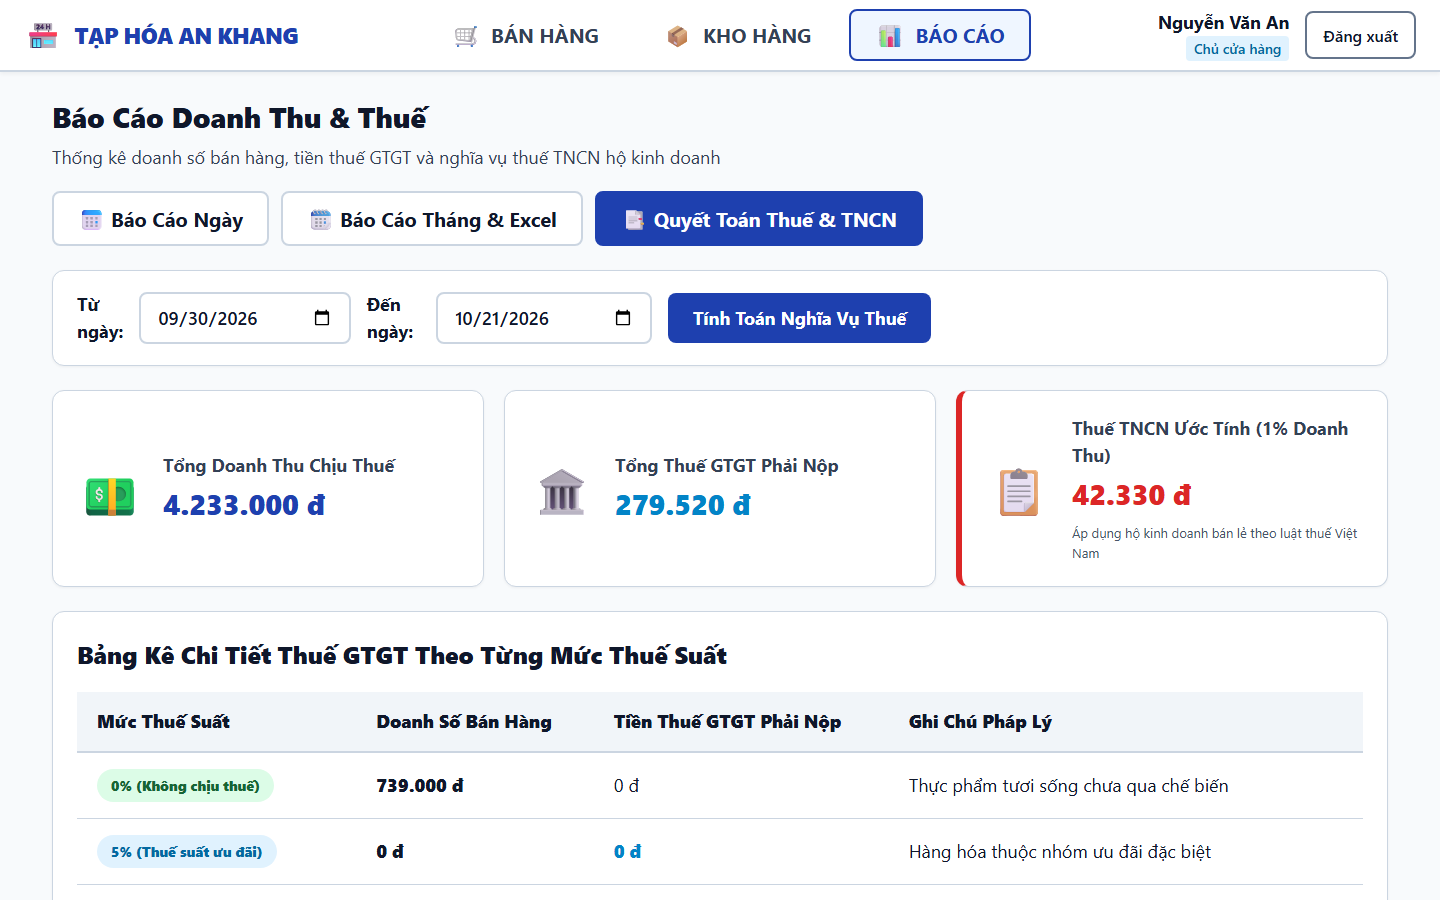 24 H
TẠP HÓA AN KHANG
BÁN HÀNG
KHO HÀNG
BÁO CÁO
Nguyễn Văn An
Chủ cửa hàng
Đăng xuất
Báo Cáo Doanh Thu & Thuế
Thống kê doanh số bán hàng, tiền thuế GTGT và nghĩa vụ thuế TNCN hộ kinh doanh
Báo Cáo Ngày
Báo Cáo Tháng & Excel
Quyết Toán Thuế & TNCN
Từ
ngày:
09/30/2026
Đến
ngày:
10/21/2026
Tính Toán Nghĩa Vụ Thuế
Tổng Doanh Thu Chịu Thuế
4.233.000 đ
Tổng Thuế GTGT Phải Nộp
279.520 đ
Thuế TNCN Ước Tính (1% Doanh
Thu)
42.330 đ
Áp dụng hộ kinh doanh bán lẻ theo luật thuế Việt
Nam
Bảng Kê Chi Tiết Thuế GTGT Theo Từng Mức Thuế Suất
Mức Thuế Suất
Doanh Số Bán Hàng
Tiền Thuế GTGT Phải Nộp
Ghi Chú Pháp Lý
0% (Không chịu thuế)
739.000 đ
0 đ
Thực phẩm tươi sống chưa qua chế biến
5% (Thuế suất ưu đãi)
0 đ
0 đ
Hàng hóa thuộc nhóm ưu đãi đặc biệt